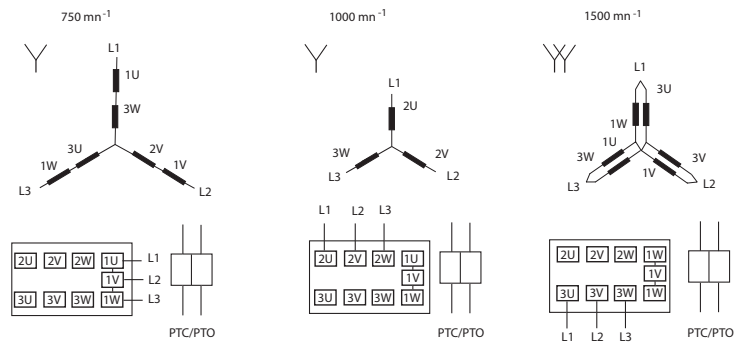 750 mn-1
L1
1U
3W
3U
2V
1W
1V
L3
L2
2U 2V 2W 1U L1
1V L2
3U 3V 3W 1W L3
PTC/PTO
1000 mn-1
L1
2U
3W
2V
L3
L2
L1 L2 L3
2U 2V 2W 1U
1V
3U 3V 3W 1W
PTC/PTO
1500 mn-1
L1
3U
1W
1U
3W
3V
1V
L3
L2
2U 2V 2W 1W
1V
3U 3V 3W 1W
L1 L2 L3
PTC/PTO